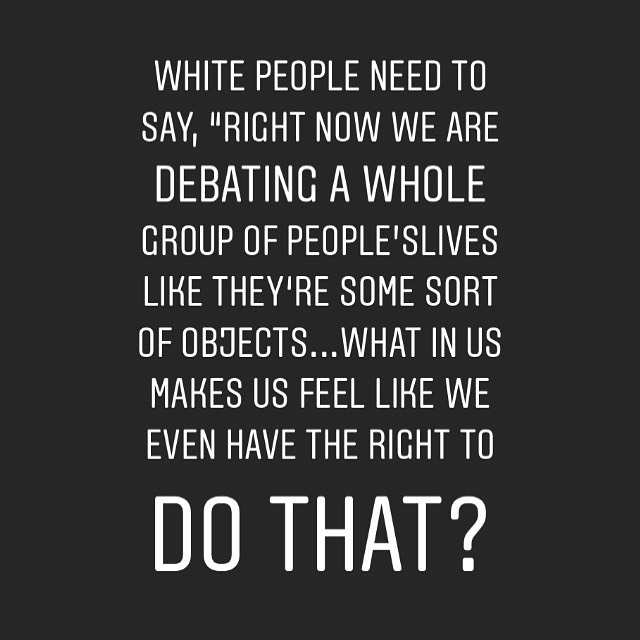 WHITE PEOPLE NEED TO
SAY, "RIGHT NOW WE ARE
DEBATING A WHOLE
GROUP OF PEOPLE'SLIVES
LIKE THEY'RE SOME SORT
OF OBJECTS...WHAT IN US
MAKES US FEEL LIKE WE
EVEN HAVE THE RIGHT TO
DO THAT?